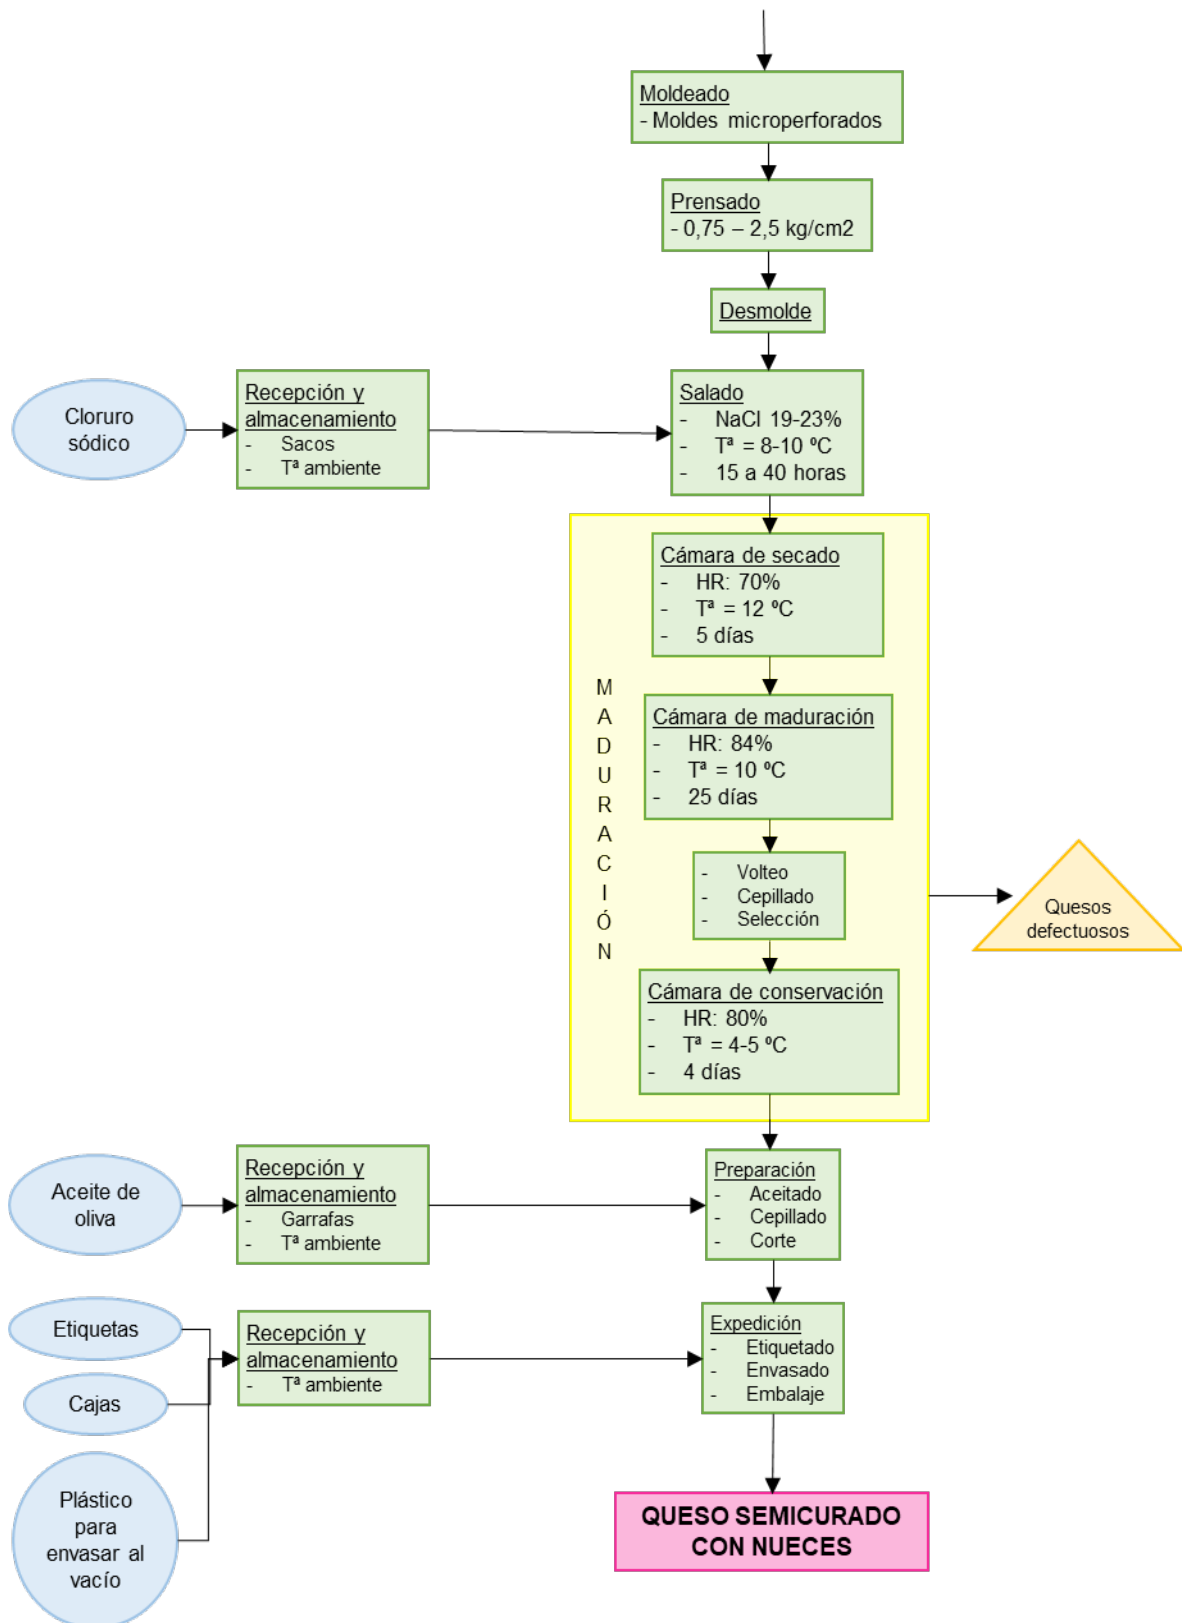 Moldeado
- Moldes microperforados
Prensado
- 0,75 – 2,5 kg/cm2
Desmolde
Cloruro
sódico
Recepción y
almacenamiento
- Sacos
- Tª ambiente
Salado
- NaCl 19-23%
- Tª = 8-10 ºC
- 15 a 40 horas
MADURACIÓN
Cámara de secado
- HR: 70%
- Tª = 12 ºC
- 5 días
Cámara de maduración
- HR: 84%
- Tª = 10 ºC
- 25 días
- Volteo
- Cepillado
- Selección
Quesos
defectuosos
Cámara de conservación
- HR: 80%
- Tª = 4-5 ºC
- 4 días
Aceite de
oliva
Recepción y
almacenamiento
- Garrafas
- Tª ambiente
Preparación
- Aceitado
- Cepillado
- Corte
Etiquetas
Cajas
Plástico
para
envasar al
vacío
Recepción y
almacenamiento
- Tª ambiente
Expedición
- Etiquetado
- Envasado
- Embalaje
QUESO SEMICURADO
CON NUECES